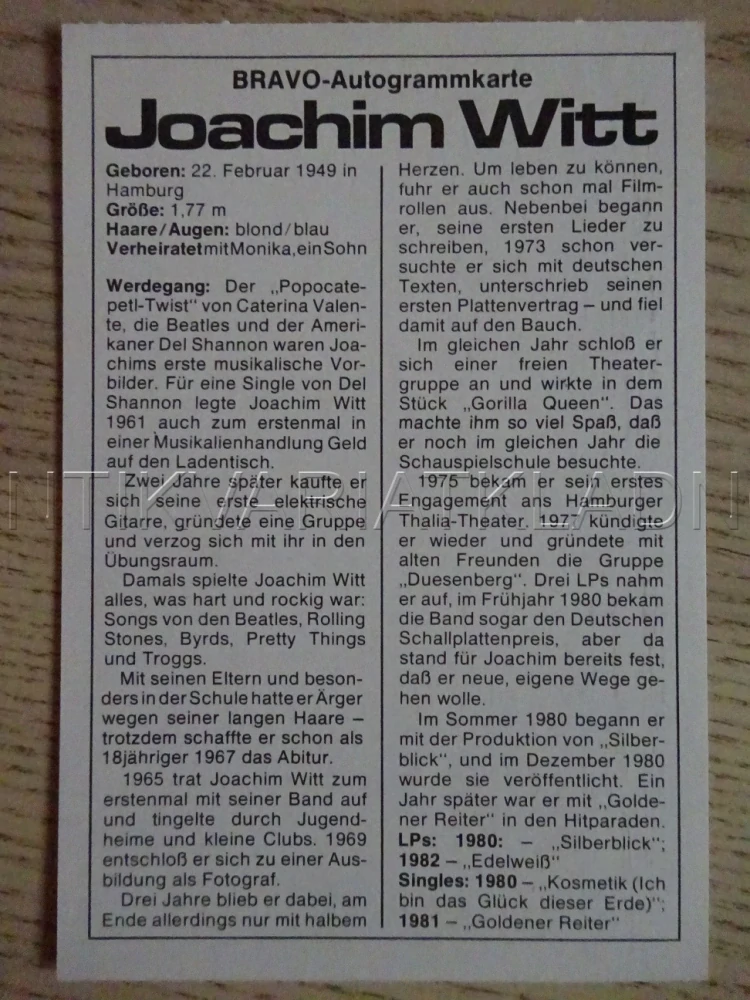 BRAVO-Autogrammkarte
Joachim Witt
Geboren: 22. Februar 1949 in
Hamburg
Größe: 1,77 m
Haare/Augen: blond/blau
Verheiratet mit Monika, ein Sohn
Werdegang: Der „Popocate-
petl-Twist" von Caterina Valen-
te, die Beatles und der Ameri-
kaner Del Shannon waren Joa-
chims erste musikalische Vor-
bilder. Für eine Single von Del
Shannon legte Joachim Witt
1961 auch zum erstenmal in
einer Musikalienhandlung Geld
auf den Ladentisch.
Zwei Jahre später kaufte er
sich seine erste elektrische
Gitarre, gründete eine Gruppe
und verzog sich mit ihr in den
Übungsraum.
Damals spielte Joachim Witt
alles, was hart und rockig war:
Songs von den Beatles, Rolling
Stones, Byrds, Pretty Things
und Troggs.
Mit seinen Eltern und beson-
ders in der Schule hatte er Ärger
wegen seiner langen Haare –
trotzdem schaffte er schon als
18jähriger 1967 das Abitur.
1965 trat Joachim Witt zum
erstenmal mit seiner Band auf
und tingelte durch Jugend-
heime und kleine Clubs. 1969
entschloß er sich zu einer Aus-
bildung als Fotograf.
Drei Jahre blieb er dabei, am
Ende allerdings nur mit halbem
Herzen. Um leben zu können,
fuhr er auch schon mal Film-
rollen aus. Nebenbei begann
er, seine ersten Lieder zu
schreiben, 1973 schon ver-
suchte er sich mit deutschen
Texten, unterschrieb seinen
ersten Plattenvertrag – und fiel
damit auf den Bauch.
Im gleichen Jahr schloß er
sich einer freien Theater-
gruppe an und wirkte in dem
Stück „Gorilla Queen". Das
machte ihm so viel Spaß, daß
er noch im gleichen Jahr die
Schauspielschule besuchte.
1975 bekam er sein erstes
Engagement ans Hamburger
Thalia-Theater. 1977 kündigte
er wieder und gründete mit
alten Freunden die Gruppe
„Duesenberg". Drei LPs nahm
er auf, im Frühjahr 1980 bekam
die Band sogar den Deutschen
Schallplattenpreis, aber da
stand für Joachim bereits fest,
daß er neue, eigene Wege ge-
hen wolle.
Im Sommer 1980 begann er
mit der Produktion von „Silber-
blick", und im Dezember 1980
wurde sie veröffentlicht. Ein
Jahr später war er mit „Golde-
ner Reiter" in den Hitparaden.
LPs: 1980: – „Silberblick";
1982 – „Edelweiß"
Singles: 1980 – „Kosmetik (Ich
bin das Glück dieser Erde)";
1981 – „Goldener Reiter"
NTIKVARIATKLADN